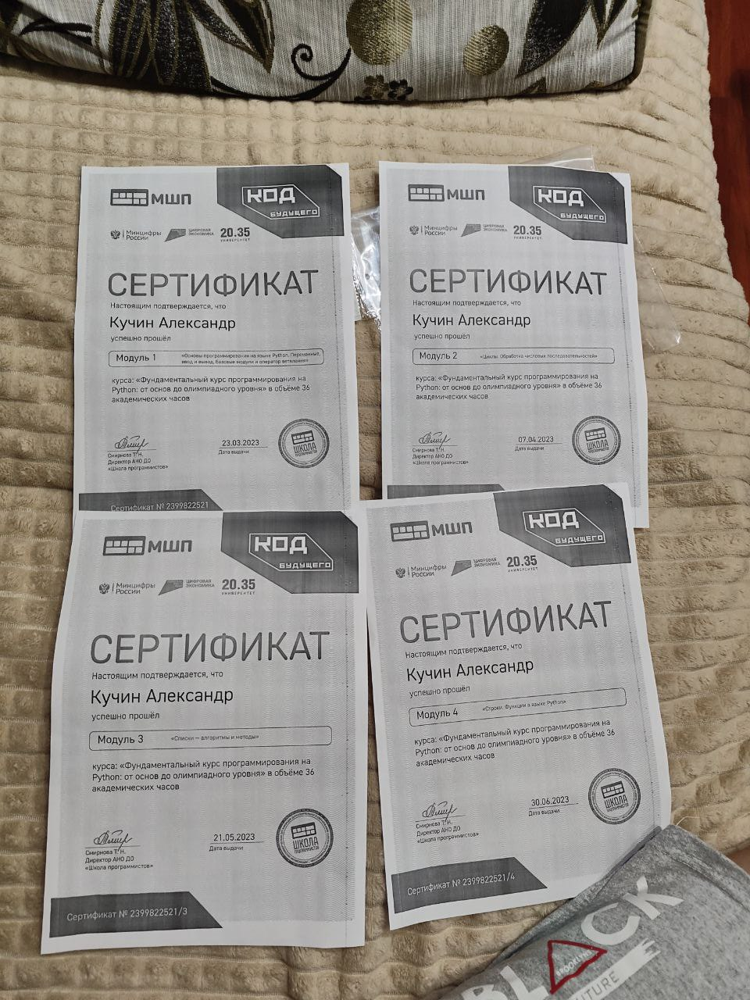 МШП
КОД
БУДУЩЕГО
Минцифры
России
ЦИФРОВАЯ
ЭКОНОМИКА
20.35
УНИВЕРСИТЕТ
СЕРТИФИКАТ
Настоящим подтверждается, что
Кучин Александр
успешно прошёл
Модуль 1
«Основы программирования на языке Python. Переменные,
ввод и вывод, базовые модули и оператор ветвления»
курса: «Фундаментальный курс программирования на
Python: от основ до олимпиадного уровня» в объёме 36
академических часов
Смирнова Т. Н.
Директор АНО ДО
«Школа программистов»
23.03.2023
Дата выдачи
ШКОЛА
ПРОГРАММИСТОВ
Сертификат № 2399822521
МШП
КОД
БУДУЩЕГО
Минцифры
России
ЦИФРОВАЯ
ЭКОНОМИКА
20.35
УНИВЕРСИТЕТ
СЕРТИФИКАТ
Настоящим подтверждается, что
Кучин Александр
успешно прошёл
Модуль 2
«Циклы. Обработка числовых последовательностей»
курса: «Фундаментальный курс программирования на
Python: от основ до олимпиадного уровня» в объёме 36
академических часов
Смирнова Т. Н.
Директор АНО ДО
«Школа программистов»
07.04.2023
Дата выдачи
ШКОЛА
ПРОГРАММИСТОВ
МШП
КОД
БУДУЩЕГО
Минцифры
России
ЦИФРОВАЯ
ЭКОНОМИКА
20.35
УНИВЕРСИТЕТ
СЕРТИФИКАТ
Настоящим подтверждается, что
Кучин Александр
успешно прошёл
Модуль 3
«Списки — алгоритмы и методы»
курса: «Фундаментальный курс программирования на
Python: от основ до олимпиадного уровня» в объёме 36
академических часов
Смирнова Т. Н.
Директор АНО ДО
«Школа программистов»
21.05.2023
Дата выдачи
ШКОЛА
ПРОГРАММИСТОВ
Сертификат № 2399822521/3
МШП
КОД
БУДУЩЕГО
Минцифры
России
ЦИФРОВАЯ
ЭКОНОМИКА
20.35
УНИВЕРСИТЕТ
СЕРТИФИКАТ
Настоящим подтверждается, что
Кучин Александр
успешно прошёл
Модуль 4
«Строки. Функции в языке Python»
курса: «Фундаментальный курс программирования на
Python: от основ до олимпиадного уровня» в объёме 36
академических часов
Смирнова Т. Н.
Директор АНО ДО
«Школа программистов»
30.06.2023
Дата выдачи
ШКОЛА
ПРОГРАММИСТОВ
Сертификат № 2399822521/4
BLACK
BROOKLYN